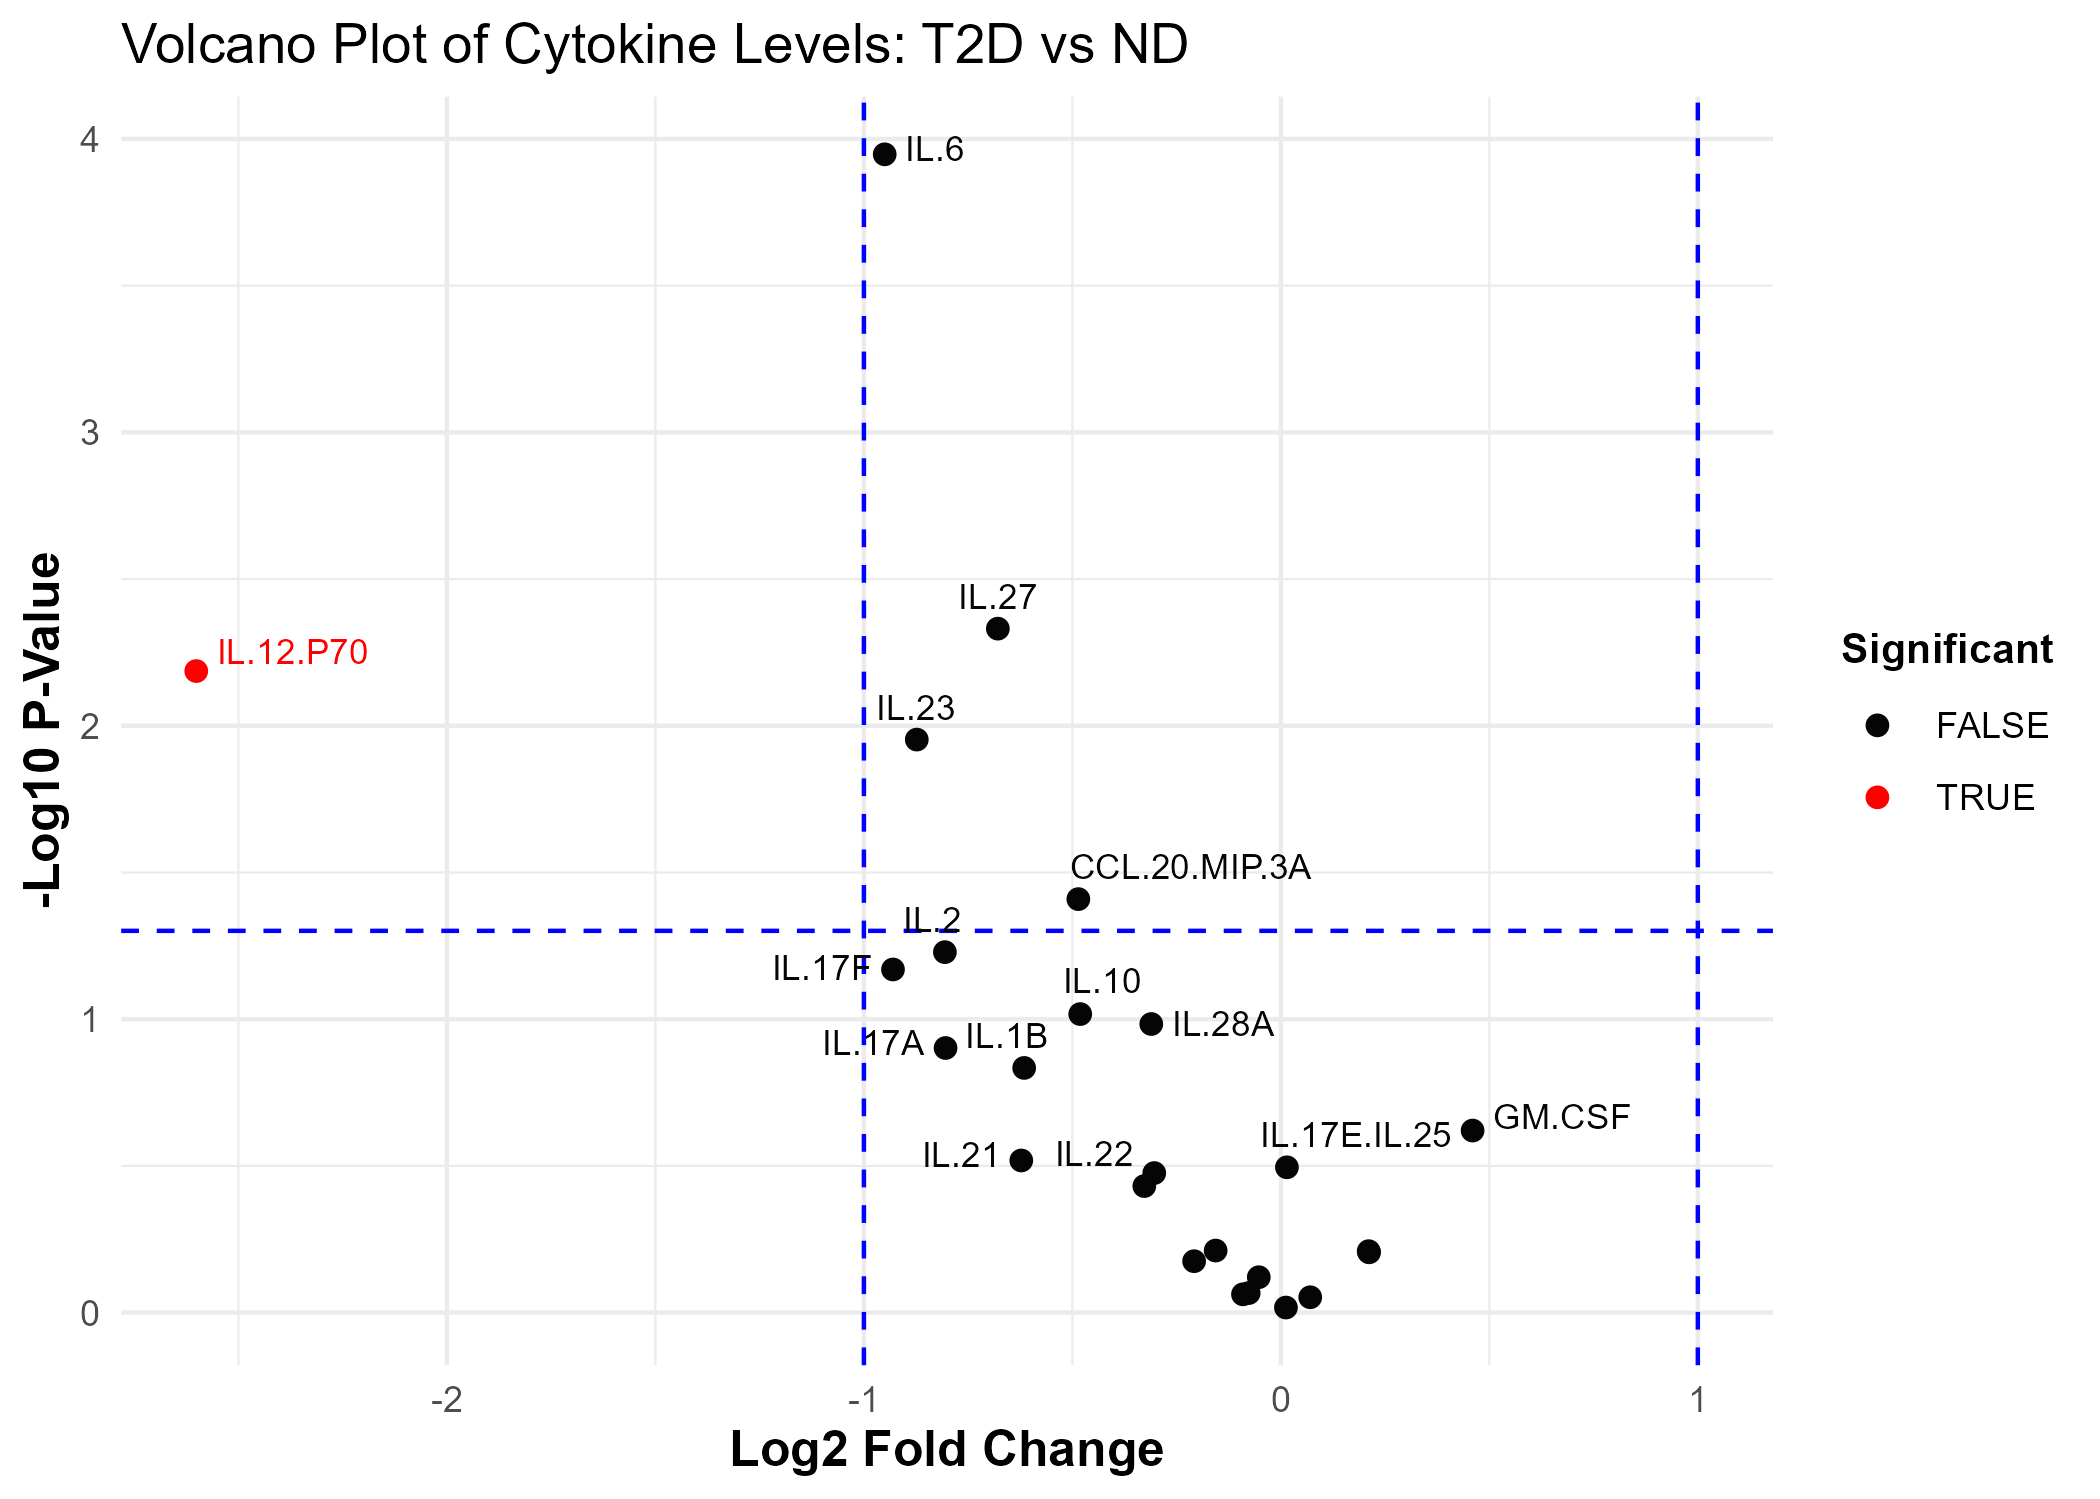 Volcano Plot of Cytokine Levels: T2D vs ND
4
IL.6
3
IL.27
IL.12.P70
IL.23
2
CCL.20.MIP.3A
IL.2
IL.17F
IL.10
1
IL.28A
IL.17A
IL.1B
GM.CSF
IL.17E.IL.25
IL.21
IL.22
0
-2
-1
0
1
Log2 Fold Change
-Log10 P-Value
Significant
FALSE
TRUE